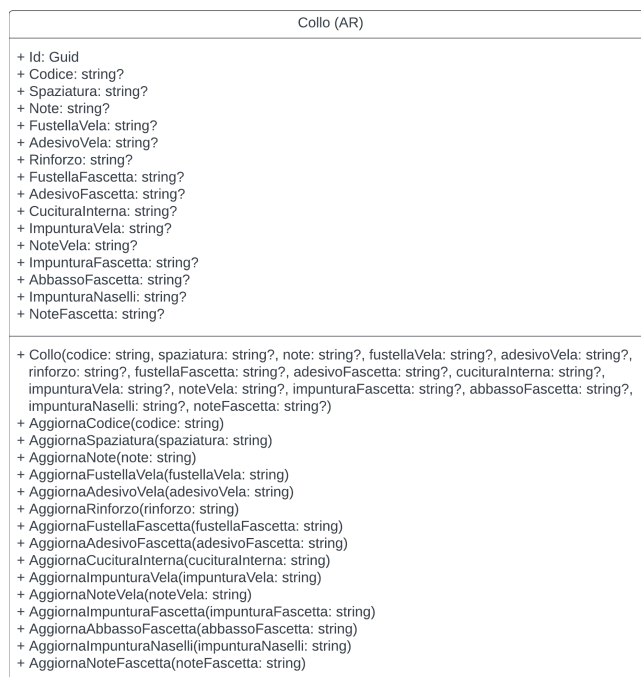 Collo (AR)
+ Id: Guid
+ Codice: string?
+ Spaziatura: string?
+ Note: string?
+ FustellaVela: string?
+ AdesivoVela: string?
+ Rinforzo: string?
+ FustellaFascetta: string?
+ AdesivoFascetta: string?
+ CucituraInterna: string?
+ ImpunturaVela: string?
+ NoteVela: string?
+ ImpunturaFascetta: string?
+ AbbassoFascetta: string?
+ ImpunturaNaselli: string?
+ NoteFascetta: string?
+ Collo(codice: string, spaziatura: string?, note: string?, fustellaVela: string?, adesivoVela: string?,
rinforzo: string?, fustellaFascetta: string?, adesivoFascetta: string?, cucituraInterna: string?,
impunturaVela: string?, noteVela: string?, impunturaFascetta: string?, abbassoFascetta: string?,
impunturaNaselli: string?, noteFascetta: string?)
+ AggiornaCodice(codice: string)
+ AggiornaSpaziatura(spaziatura: string)
+ AggiornaNote(note: string)
+ AggiornaFustellaVela(fustellaVela: string)
+ AggiornaAdesivoVela(adesivoVela: string)
+ AggiornaRinforzo(rinforzo: string)
+ AggiornaFustellaFascetta(fustellaFascetta: string)
+ AggiornaAdesivoFascetta(adesivoFascetta: string)
+ AggiornaCucituraInterna(cucituraInterna: string)
+ AggiornaImpunturaVela(impunturaVela: string)
+ AggiornaNoteVela(noteVela: string)
+ AggiornaImpunturaFascetta(impunturaFascetta: string)
+ AggiornaAbbassoFascetta(abbassoFascetta: string)
+ AggiornaImpunturaNaselli(impunturaNaselli: string)
+ AggiornaNoteFascetta(noteFascetta: string)